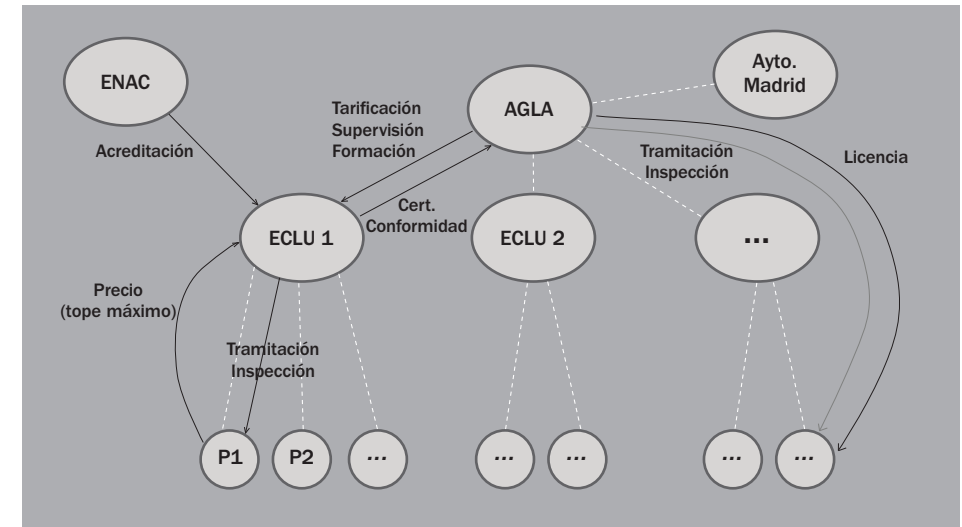 ENAC
AGLA
Ayto.
Madrid
Tarificación
Supervisión
Formación
Acreditación
Tramitación
Inspección
Licencia
Cert.
Conformidad
ECLU 1
ECLU 2
...
Precio
(tope máximo)
Tramitación
Inspección
P1
P2
...
...
...
...
...